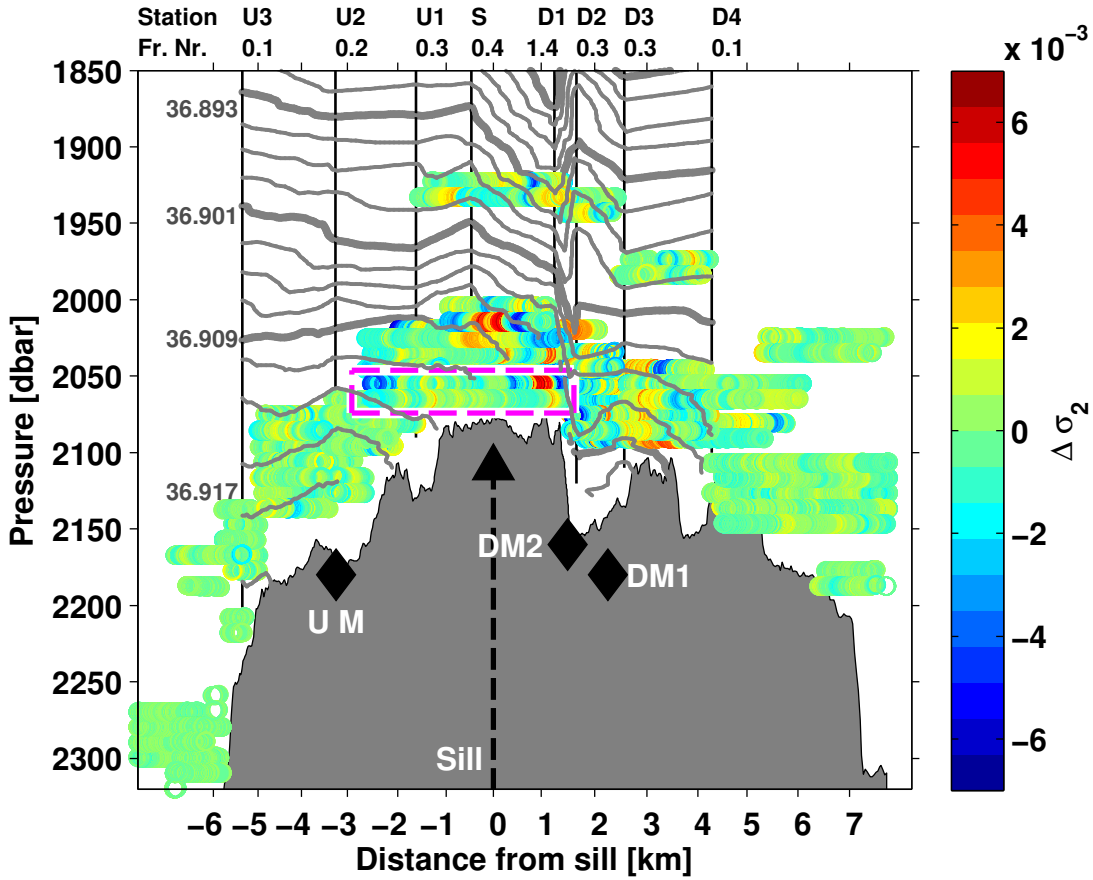 Station U3 U2 U1 S D1 D2 D3 D4
Fr. Nr. 0.1 0.2 0.3 0.4 1.4 0.3 0.3 0.1
x 10⁻³
1850
1900
1950
2000
2050
2100
2150
2200
2250
2300
Pressure [dbar]
36.893
36.901
36.909
36.917
DM2
DM1
U M
Sill
−6 −5 −4 −3 −2 −1 0 1 2 3 4 5 6 7
Distance from sill [km]
6
4
2
0
−2
−4
−6
Δ σ₂